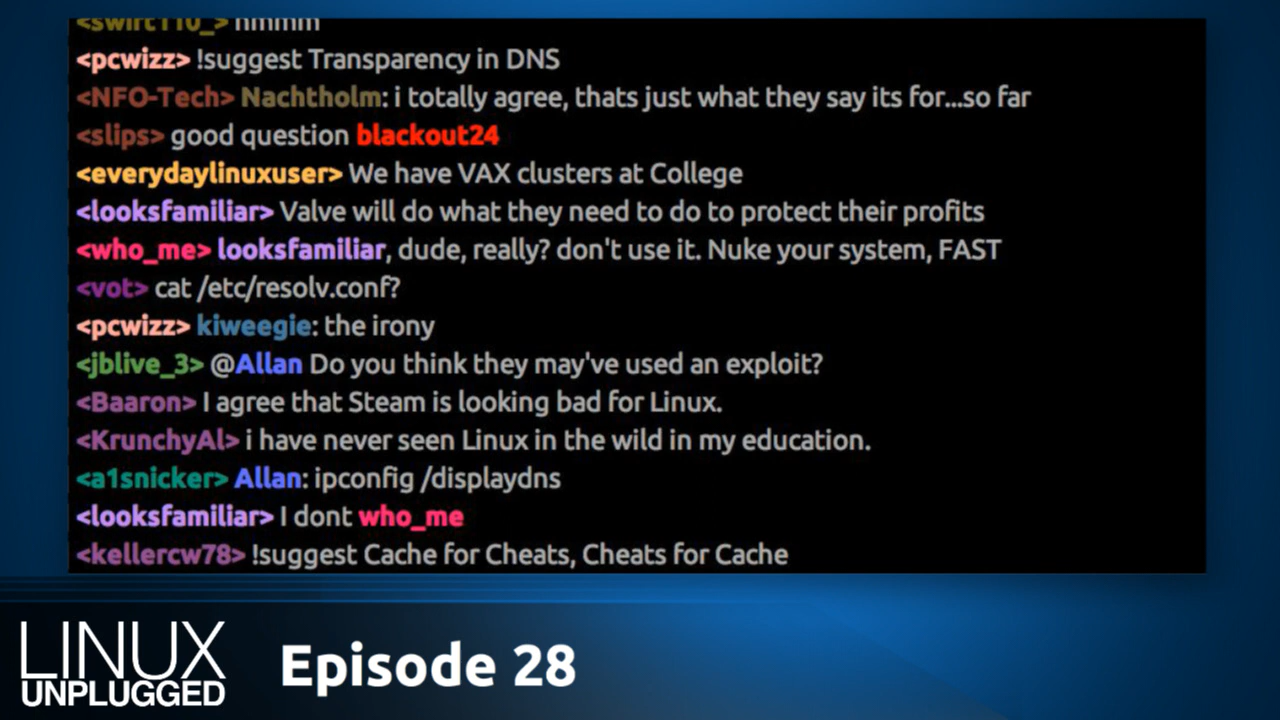 <swift110_> hmmm
<pcwizz> !suggest Transparency in DNS
<NFO-Tech> Nachtholm: i totally agree, thats just what they say its for...so far
<slips> good question blackout24
<everydaylinuxuser> We have VAX clusters at College
<looksfamiliar> Valve will do what they need to do to protect their profits
<who_me> looksfamiliar, dude, really? don't use it. Nuke your system, FAST
<vot> cat /etc/resolv.conf?
<pcwizz> kiweegie: the irony
<jblive_3> @Allan Do you think they may've used an exploit?
<Baaron> I agree that Steam is looking bad for Linux.
<KrunchyAl> i have never seen Linux in the wild in my education.
<a1snicker> Allan: ipconfig /displaydns
<looksfamiliar> I dont who_me
<kellercw78> !suggest Cache for Cheats, Cheats for Cache
LINUX
UNPLUGGED
Episode 28